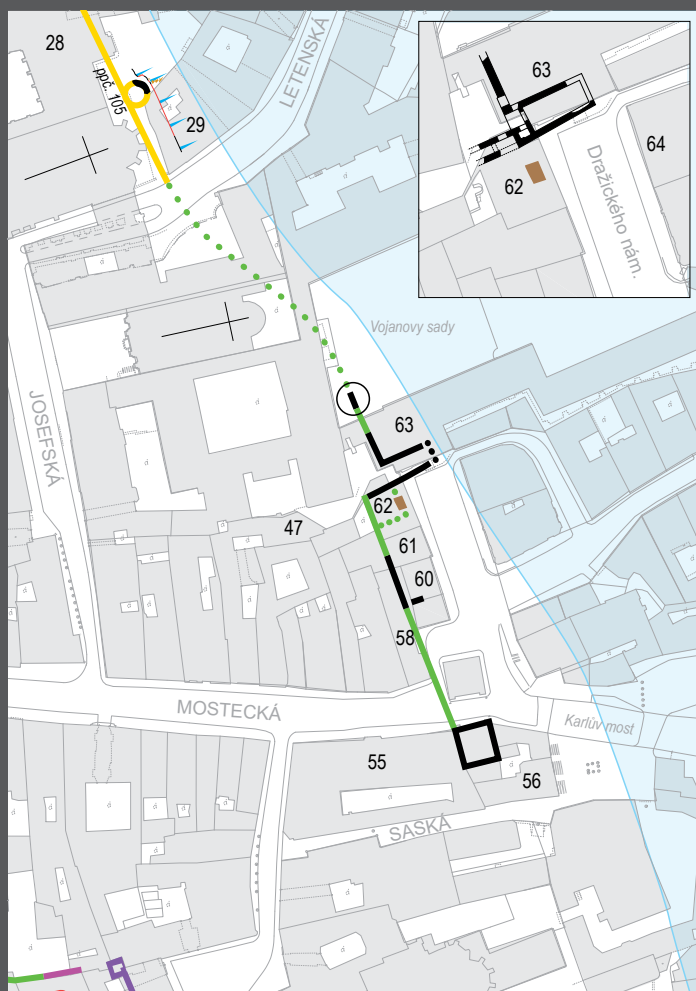 28
ppč. 105
29
LETENSKÁ
63
64
62
Dražického nám.
Vojanovy sady
JOSEFSKÁ
63
62
47
61
60
58
MOSTECKÁ
Karlův most
55
56
SASKÁ